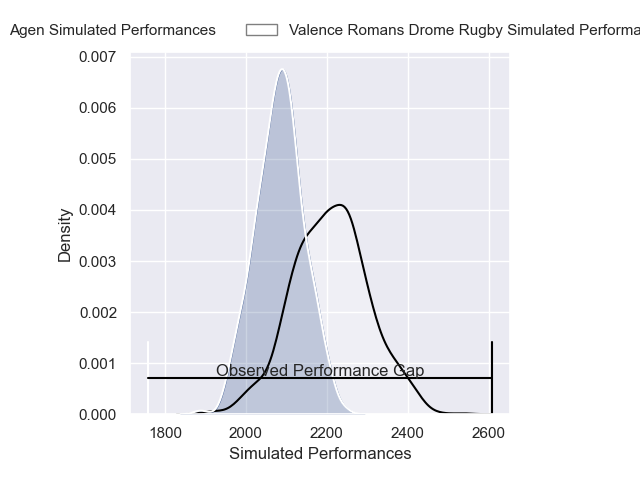 Agen Simulated Performances
Valence Romans Drome Rugby Simulated Performa
0.007
0.006
0.005
0.004
0.003
0.002
0.001
0.000
Density
Observed Performance Gap
1800 2000 2200 2400 2600
Simulated Performances